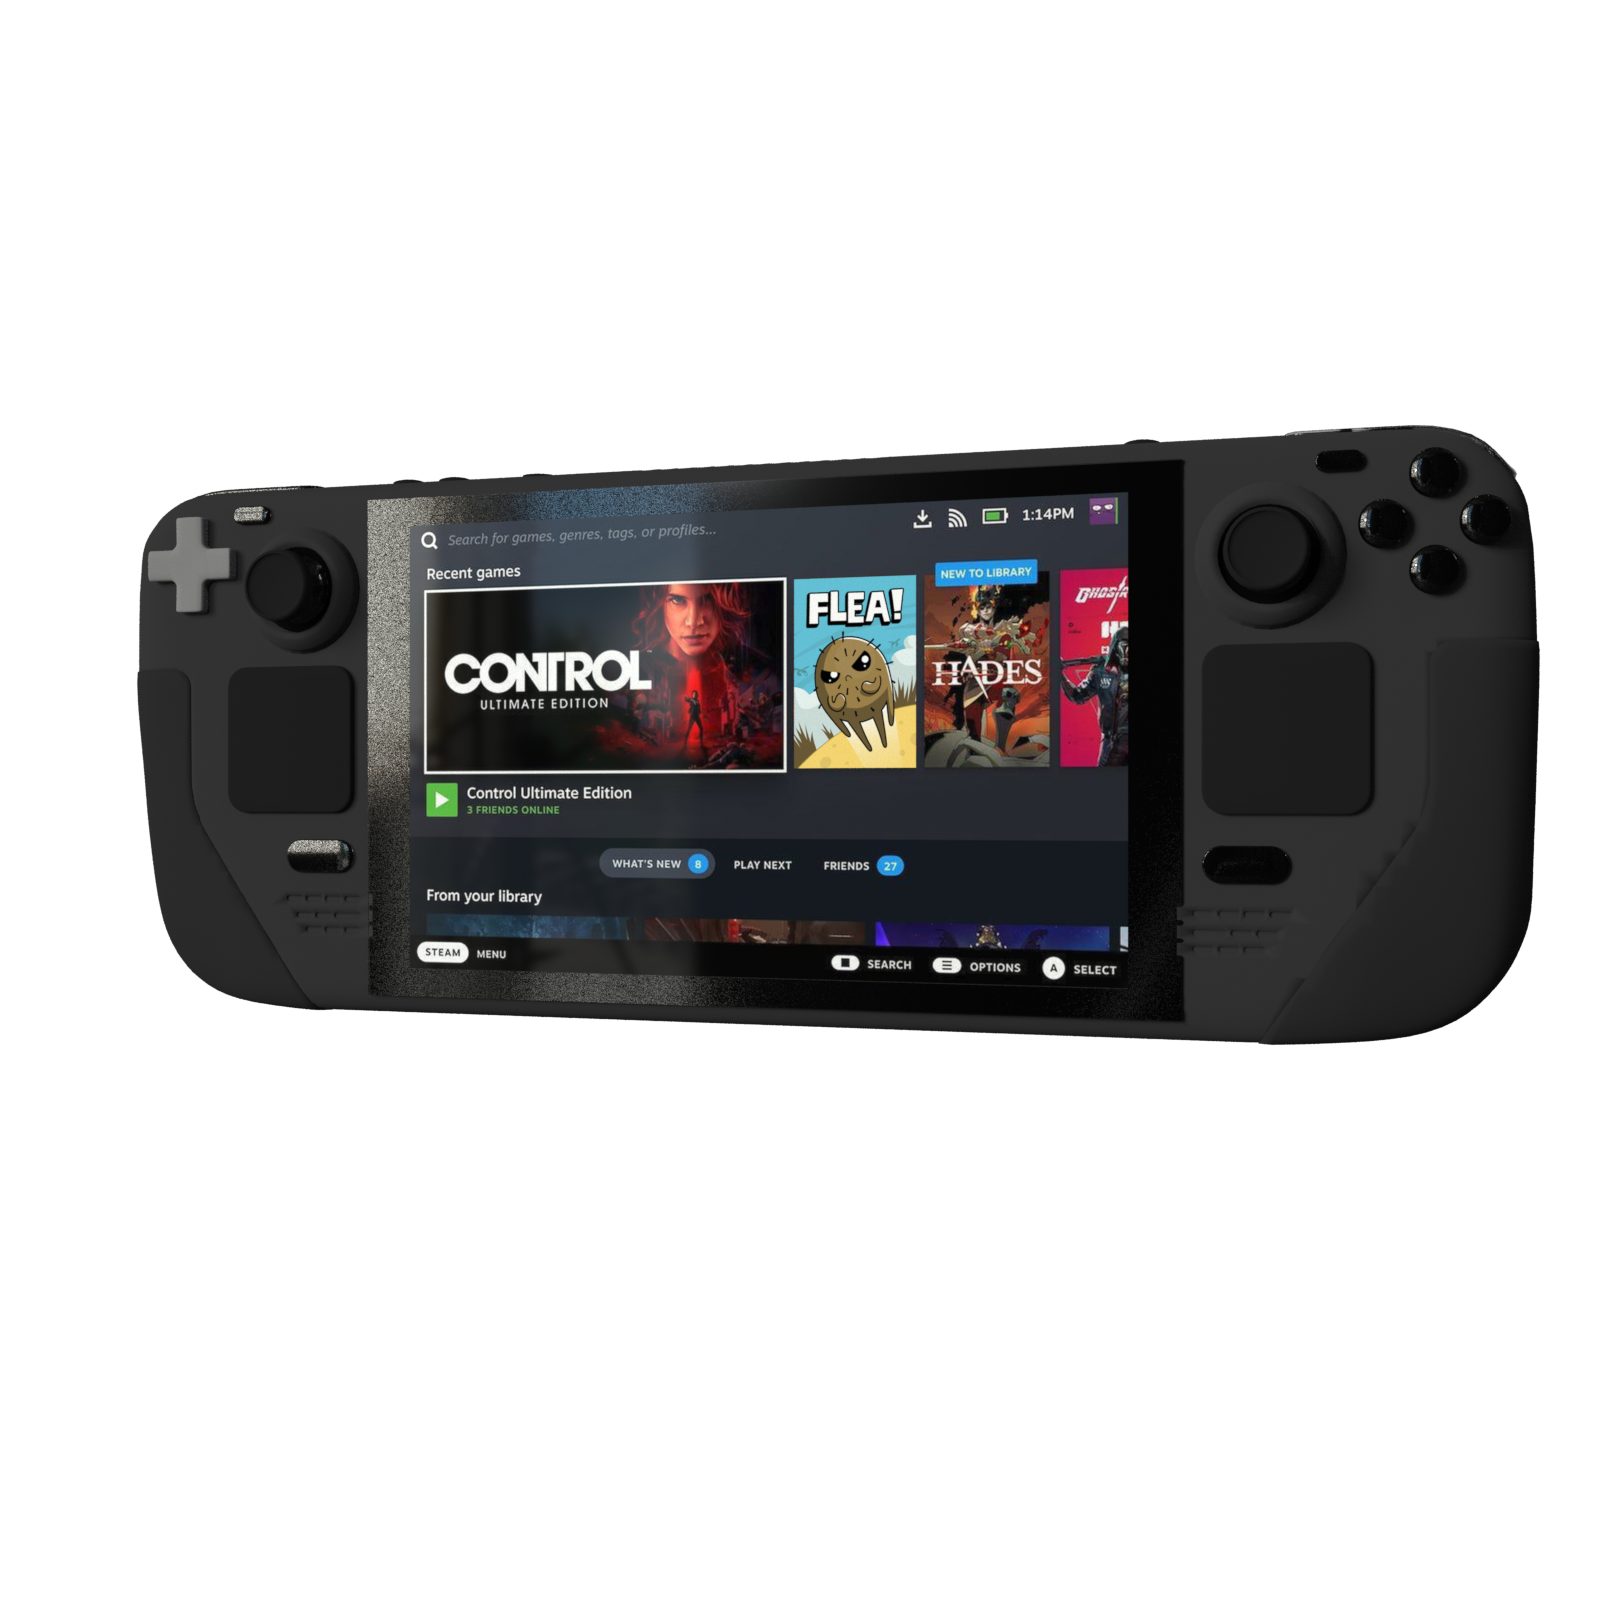 Search for games, genres, tags, or profiles...
1:14PM
Recent games
NEW TO LIBRARY
CONTROL
ULTIMATE EDITION
FLEA!
HADES
Control Ultimate Edition
3 FRIENDS ONLINE
WHAT'S NEW 8
PLAY NEXT
FRIENDS 27
From your library
STEAM MENU
SEARCH
OPTIONS
A SELECT